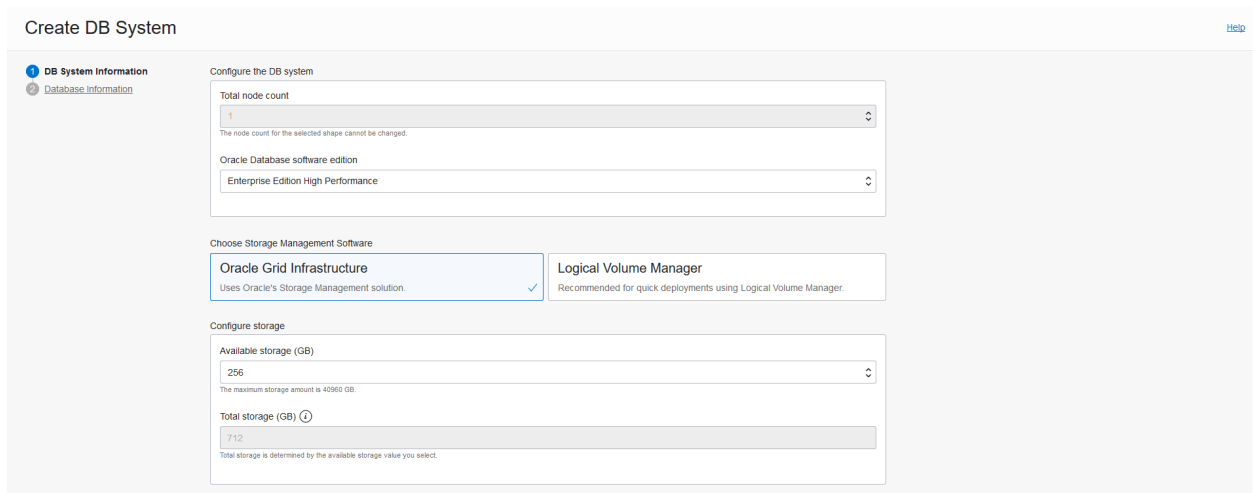 Create DB System
Help
1 DB System Information
2 Database Information
Configure the DB system
Total node count
1
The node count for the selected shape cannot be changed.
Oracle Database software edition
Enterprise Edition High Performance
Choose Storage Management Software
Oracle Grid Infrastructure
Uses Oracle's Storage Management solution.
Logical Volume Manager
Recommended for quick deployments using Logical Volume Manager.
Configure storage
Available storage (GB)
256
The maximum storage amount is 40960 GB.
Total storage (GB) i
712
Total storage is determined by the available storage value you select.